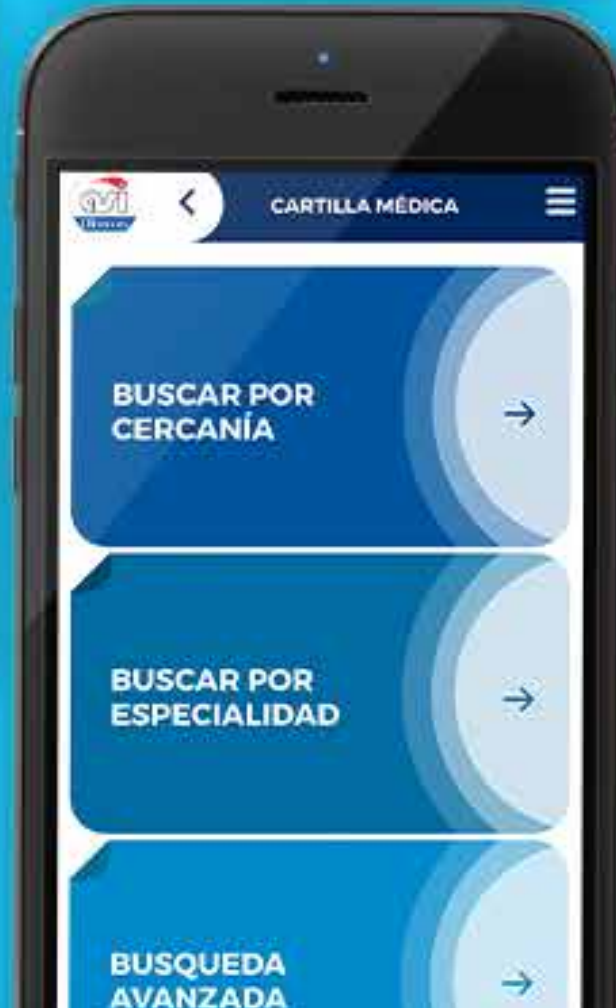 CARTILLA MÉDICA
BUSCAR POR
CERCANÍA
BUSCAR POR
ESPECIALIDAD
BUSQUEDA
AVANZADA